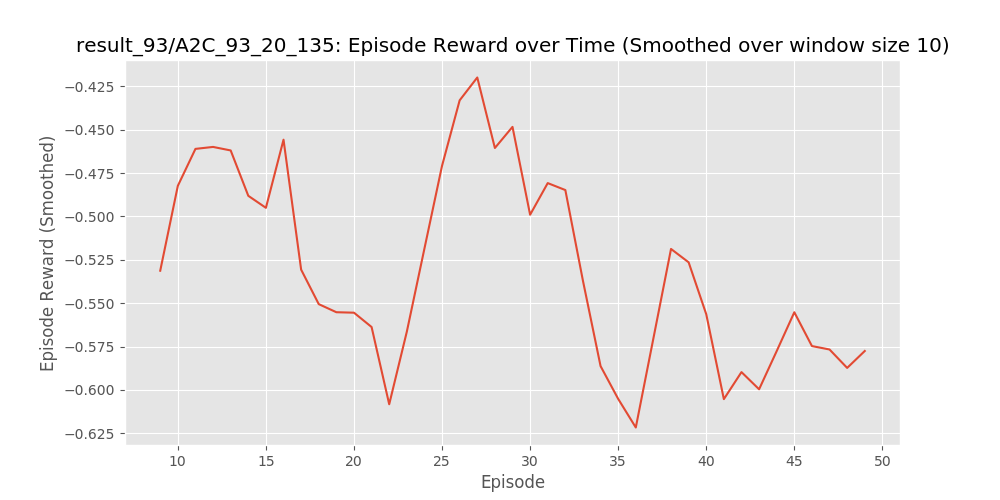 result_93/A2C_93_20_135: Episode Reward over Time (Smoothed over window size 10)
Episode Reward (Smoothed)
−0.425
−0.450
−0.475
−0.500
−0.525
−0.550
−0.575
−0.600
−0.625
10 15 20 25 30 35 40 45 50
Episode